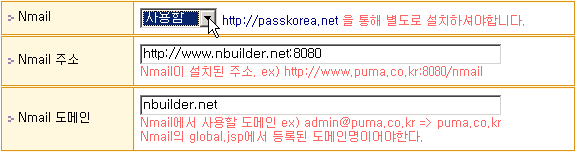 Nmail 사용함 http://passkorea.net 을 통해 별도로 설치하셔야합니다.
Nmail 주소 http://www.nbuilder.net:8080
Nmail이 설치된 주소. ex) http://www.puma.co.kr:8080/nmail
Nmail 도메인 nbuilder.net
Nmail에서 사용할 도메인 ex) admin@puma.co.kr => puma.co.kr
Nmail의 global.jsp에서 등록된 도메인명이어야한다.